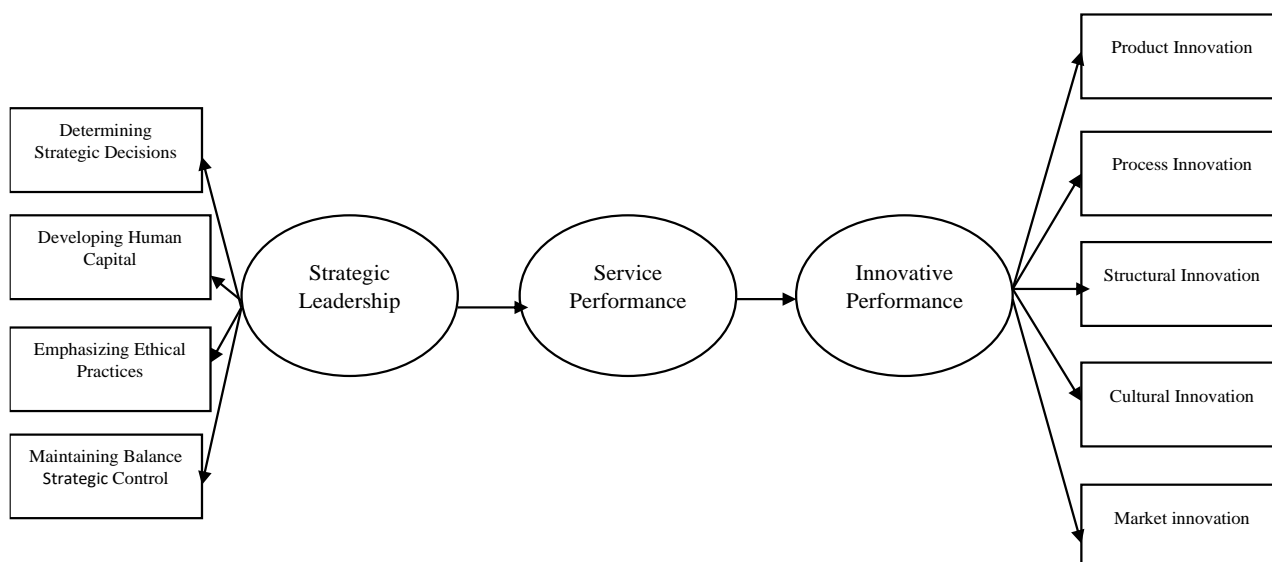 Determining
Strategic Decisions
Developing Human
Capital
Emphasizing Ethical
Practices
Maintaining Balance
Strategic Control
Strategic
Leadership
Service
Performance
Innovative
Performance
Product Innovation
Process Innovation
Structural Innovation
Cultural Innovation
Market innovation